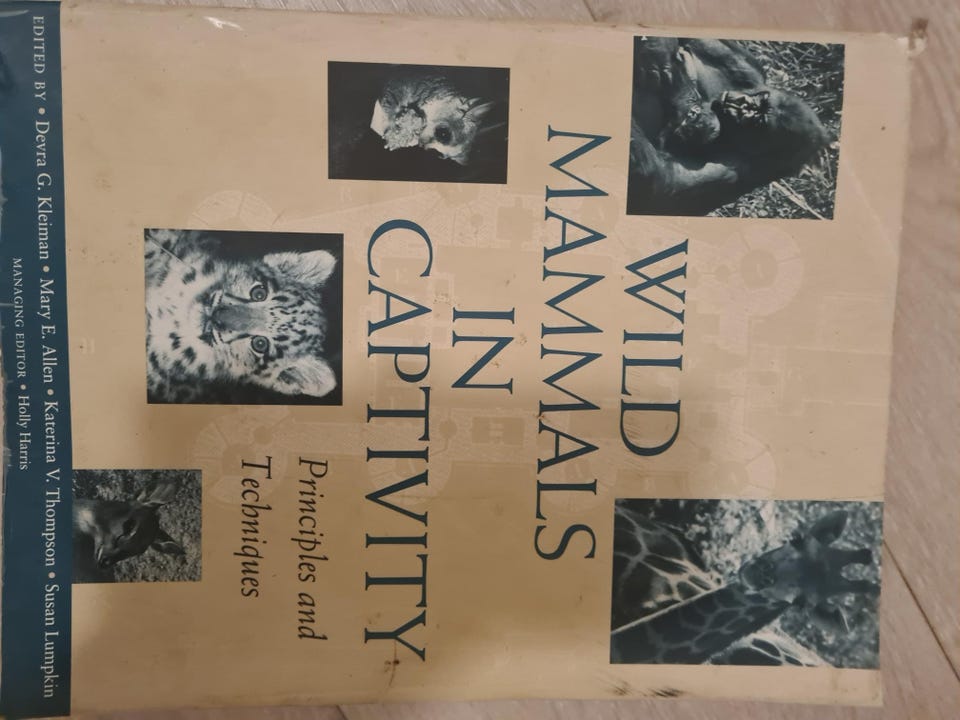 WILD
MAMMALS
IN
CAPTIVITY
Principles and
Techniques
EDITED BY • Devra G. Kleiman • Mary E. Allen • Katerina V. Thompson • Susan Lumpkin
MANAGING EDITOR • Holly Harris